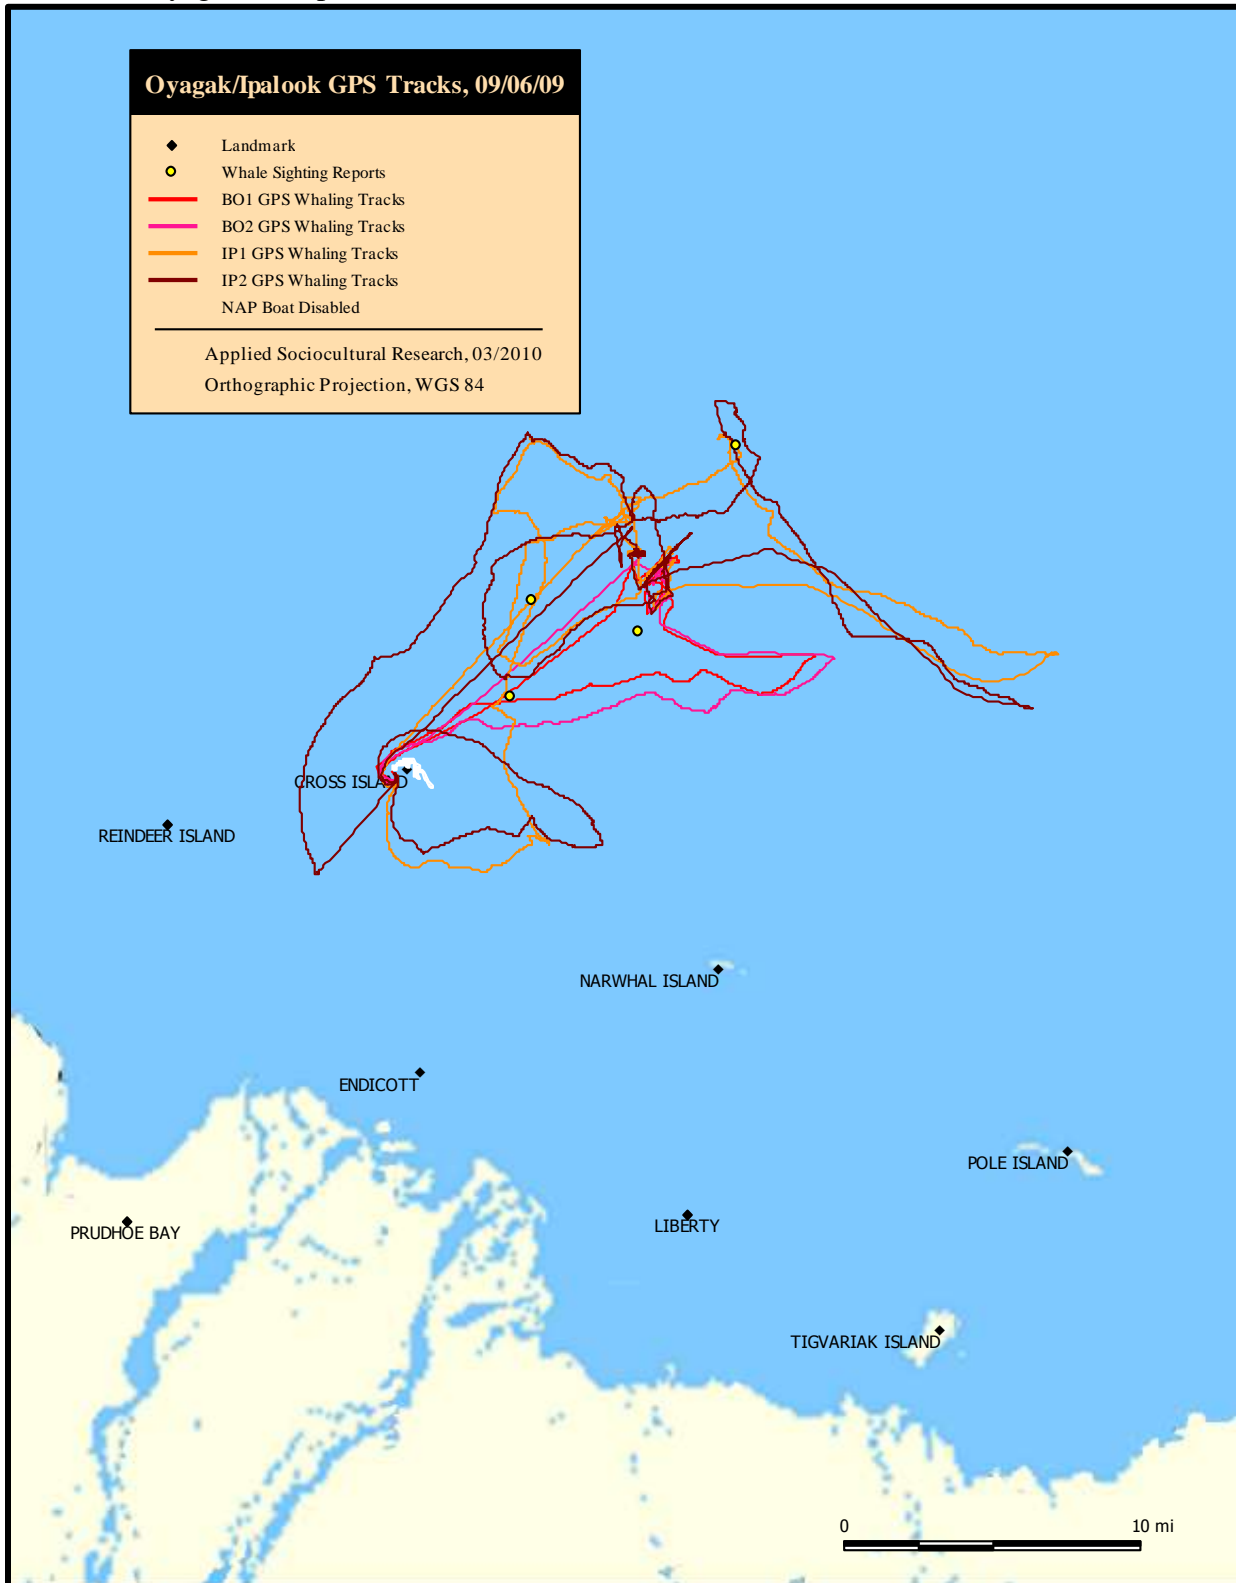 Oyagak/Ipalook GPS Tracks, 09/06/09
Landmark
Whale Sighting Reports
BO1 GPS Whaling Tracks
BO2 GPS Whaling Tracks
IP1 GPS Whaling Tracks
IP2 GPS Whaling Tracks
NAP Boat Disabled
Applied Sociocultural Research, 03/2010
Orthographic Projection, WGS 84
CROSS ISLAND
REINDEER ISLAND
NARWHAL ISLAND
ENDICOTT
POLE ISLAND
PRUDHOE BAY
LIBERTY
TIGVARIAK ISLAND
0 10 mi